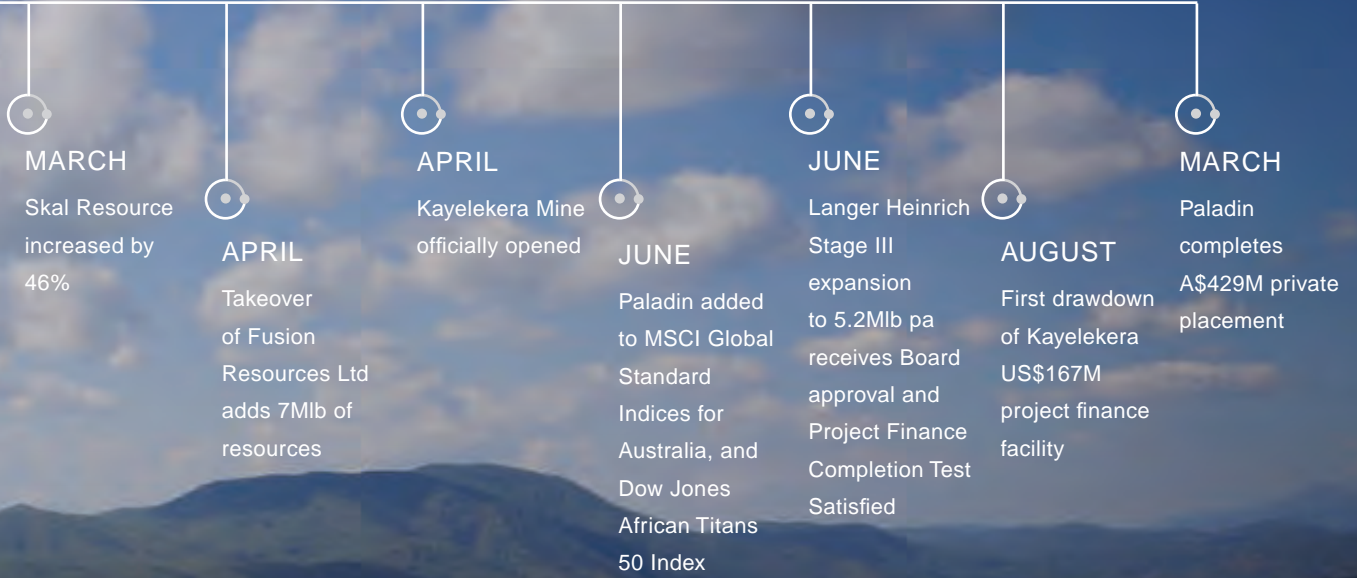 MARCH
Skal Resource
increased by
46%
APRIL
Takeover
of Fusion
Resources Ltd
adds 7Mlb of
resources
APRIL
Kayelekera Mine
officially opened
JUNE
Paladin added
to MSCI Global
Standard
Indices for
Australia, and
Dow Jones
African Titans
50 Index
JUNE
Langer Heinrich
Stage III
expansion
to 5.2Mlb pa
receives Board
approval and
Project Finance
Completion Test
Satisfied
AUGUST
First drawdown
of Kayelekera
US$167M
project finance
facility
MARCH
Paladin
completes
A$429M private
placement